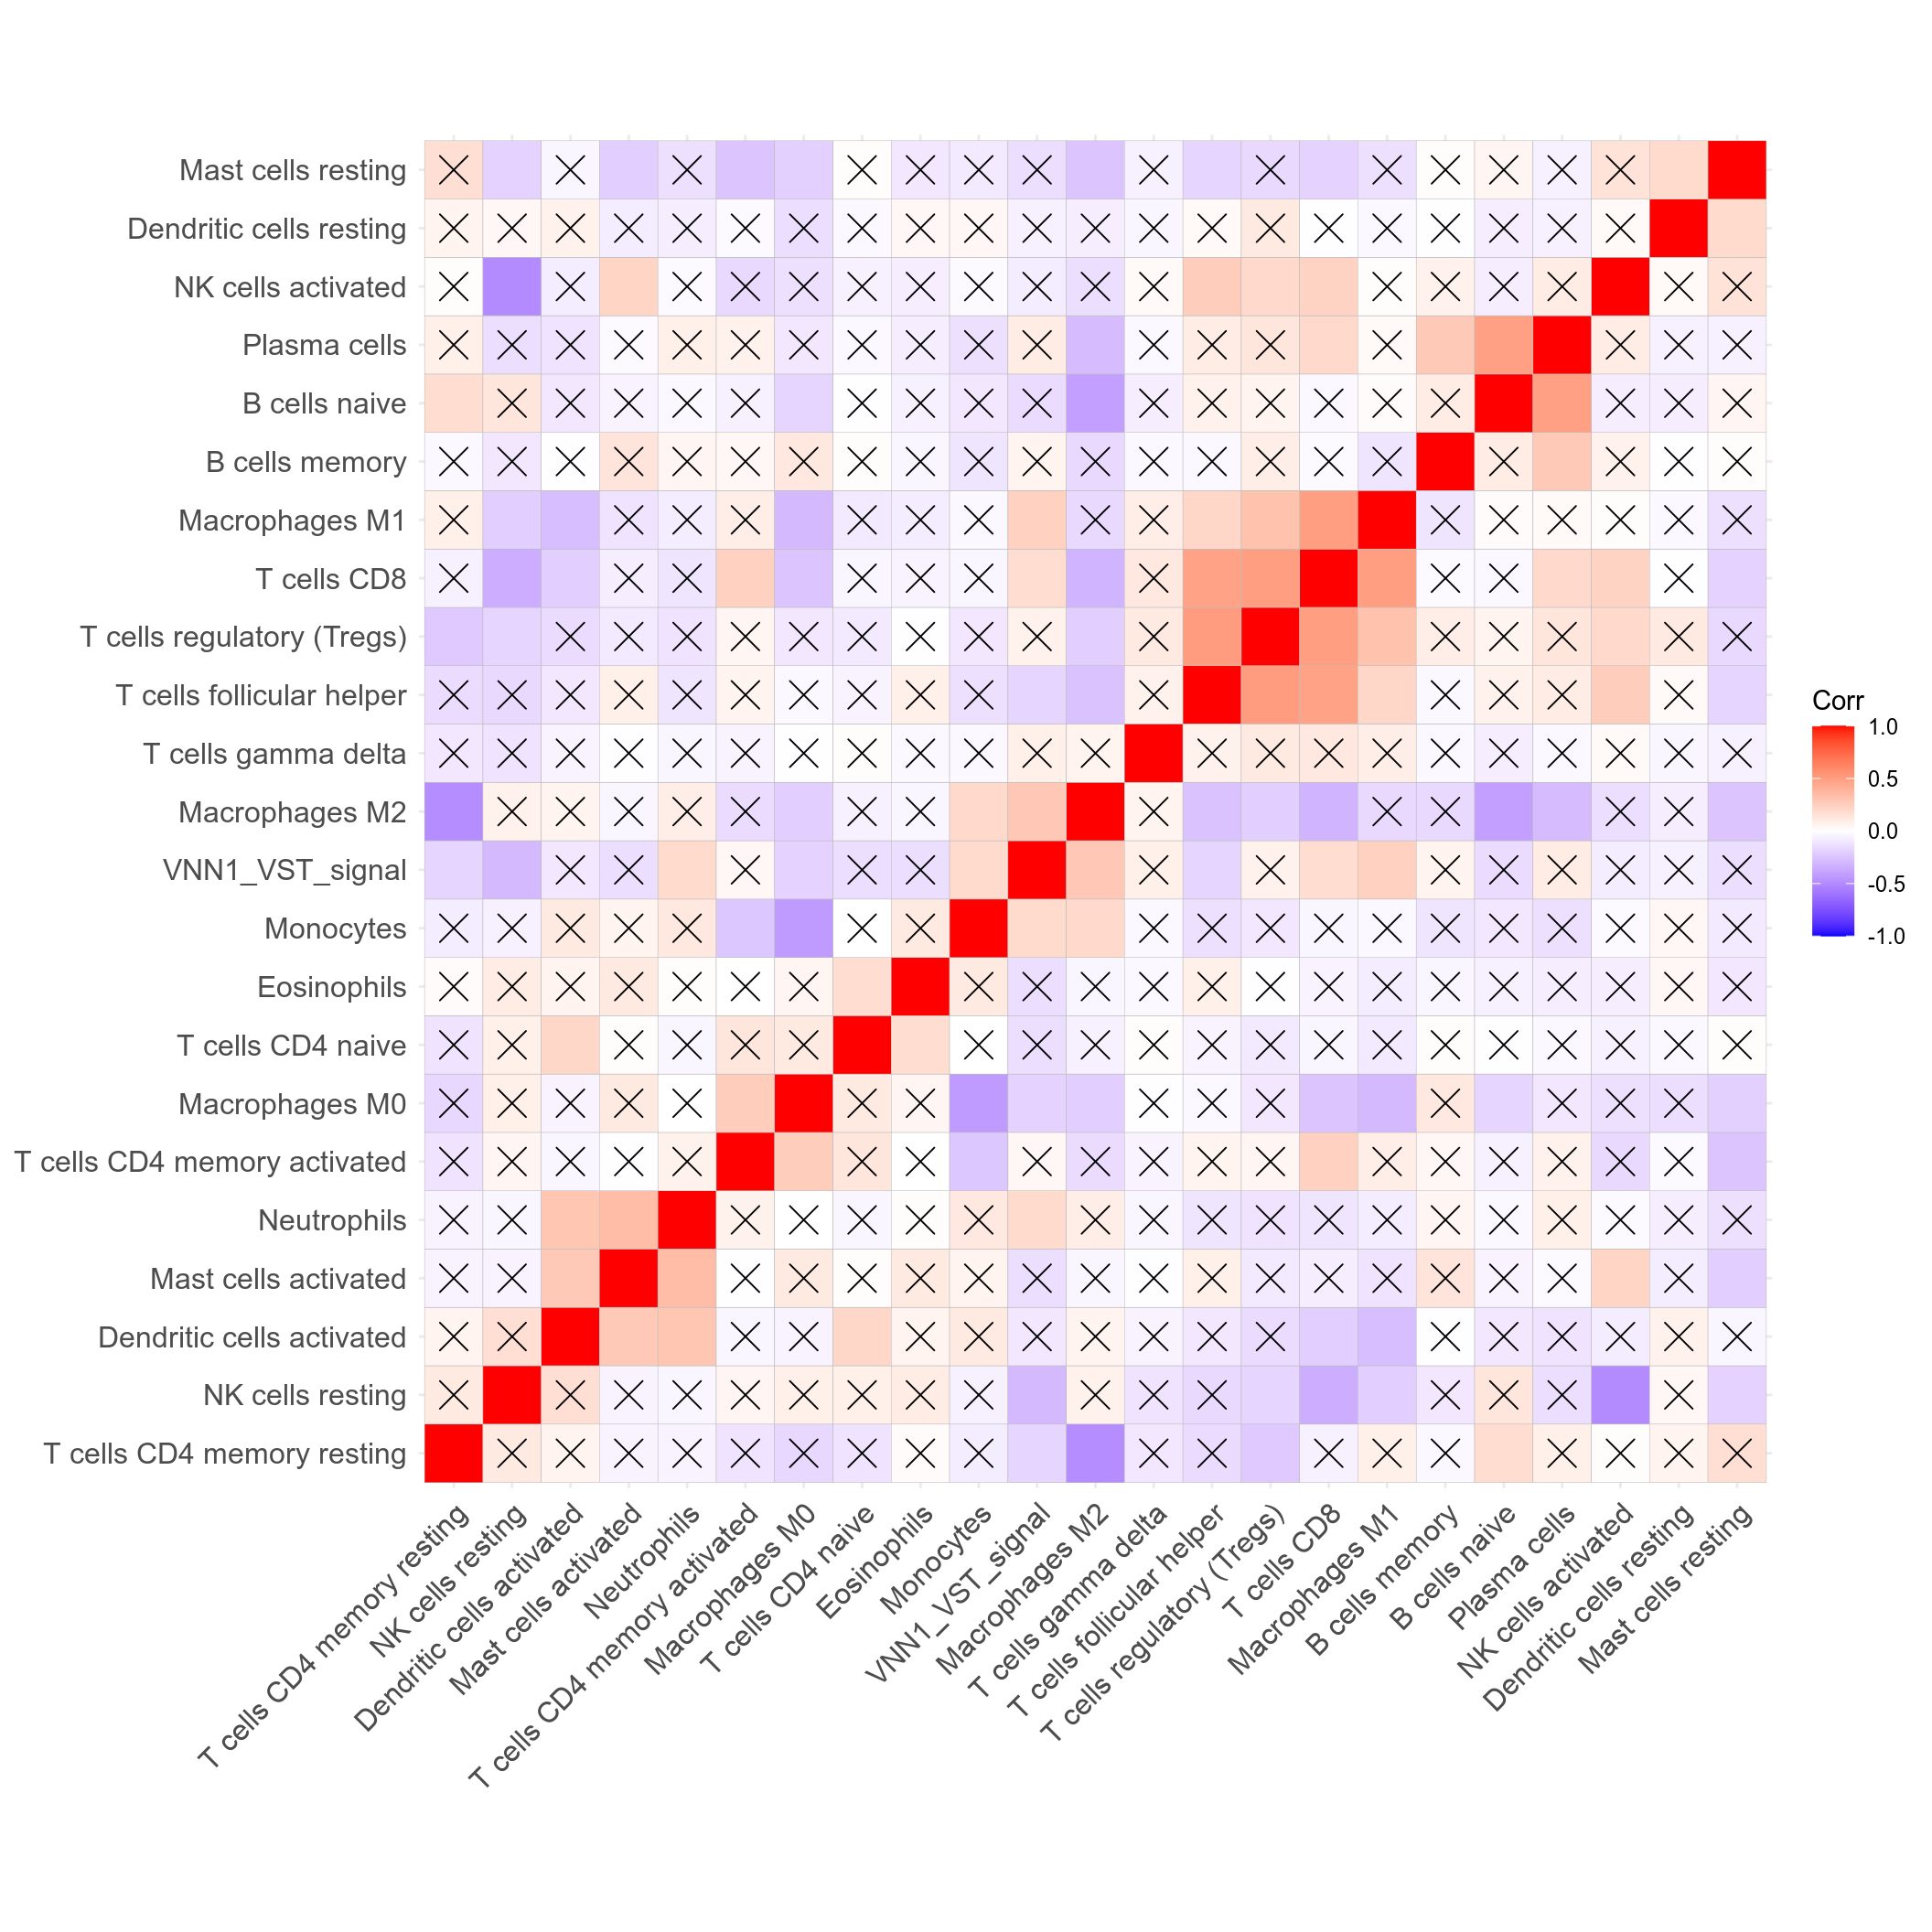 Mast cells resting
Dendritic cells resting
NK cells activated
Plasma cells
B cells naive
B cells memory
Macrophages M1
T cells CD8
T cells regulatory (Tregs)
T cells follicular helper
T cells gamma delta
Macrophages M2
VNN1_VST_signal
Monocytes
Eosinophils
T cells CD4 naive
Macrophages M0
T cells CD4 memory activated
Neutrophils
Mast cells activated
Dendritic cells activated
NK cells resting
T cells CD4 memory resting
T cells CD4 memory resting
NK cells resting
Dendritic cells activated
Mast cells activated
Neutrophils
T cells CD4 memory activated
Macrophages M0
T cells CD4 naive
Eosinophils
Monocytes
VNN1_VST_signal
Macrophages M2
T cells gamma delta
T cells follicular helper
T cells regulatory (Tregs)
T cells CD8
Macrophages M1
B cells memory
B cells naive
Plasma cells
NK cells activated
Dendritic cells resting
Mast cells resting
Corr
1.0
0.5
0.0
-0.5
-1.0